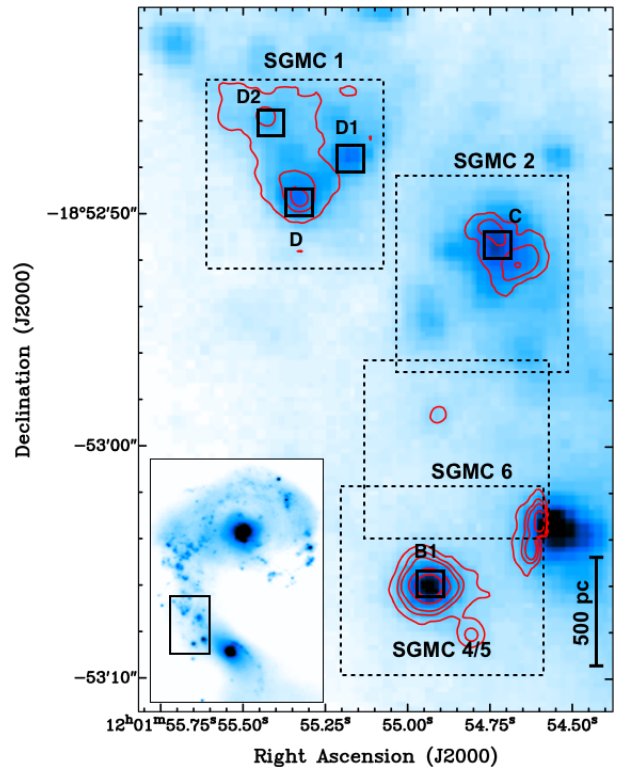 SGMC 1
D2
D1
SGMC 2
−18°52'50"
C
D
Declination (J2000)
−53'00"
SGMC 6
B1
500 pc
SGMC 4/5
−53'10"
12ʰ01ᵐ55.75ˢ 55.50ˢ 55.25ˢ 55.00ˢ 54.75ˢ 54.50ˢ
Right Ascension (J2000)